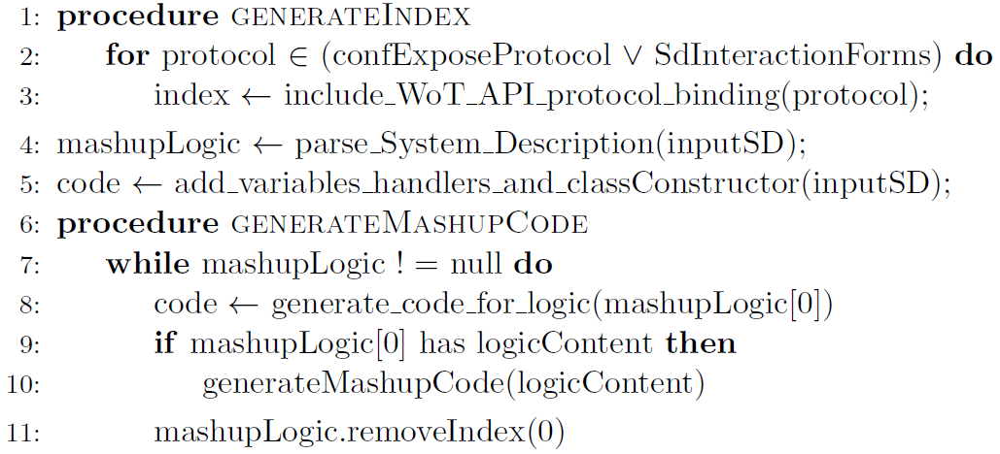 1: procedure GENERATEINDEX
2: for protocol ∈ (confExposeProtocol ∨ SdInteractionForms) do
3: index ← include_WoT_API_protocol_binding(protocol);
4: mashupLogic ← parse_System_Description(inputSD);
5: code ← add_variables_handlers_and_classConstructor(inputSD);
6: procedure GENERATEMASHUPCODE
7: while mashupLogic ! = null do
8: code ← generate_code_for_logic(mashupLogic[0])
9: if mashupLogic[0] has logicContent then
10: generateMashupCode(logicContent)
11: mashupLogic.removeIndex(0)